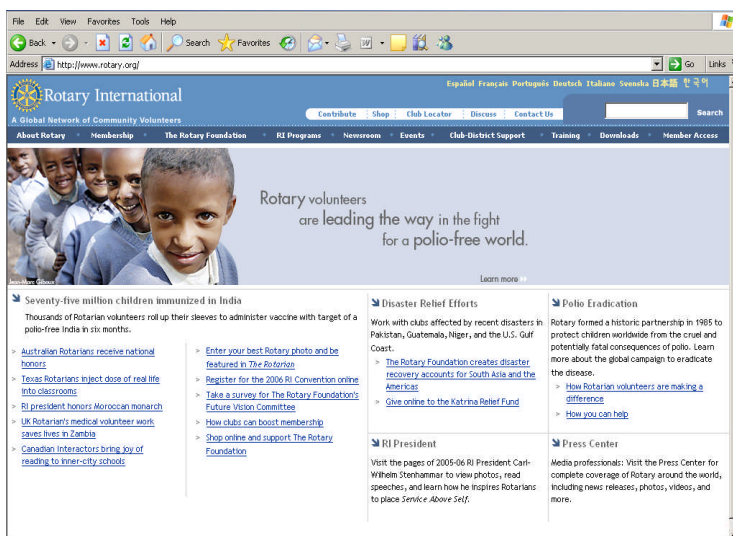 File Edit View Favorites Tools Help
Back Search Favorites
Address http://www.rotary.org/ Go Links
Español Français Português Deutsch Italiano Svenska 日本語 한국어
Rotary International
A Global Network of Community Volunteers
Contribute Shop Club Locator Discuss Contact Us Search
About Rotary Membership The Rotary Foundation RI Programs Newsroom Events Club-District Support Training Downloads Member Access
Rotary volunteers
are leading the way in the fight
for a polio-free world.
Learn more
Jean-Marc Giboux
Seventy-five million children immunized in India
Thousands of Rotarian volunteers roll up their sleeves to administer vaccine with target of a
polio-free India in six months.
> Australian Rotarians receive national
honors
> Texas Rotarians inject dose of real life
into classrooms
> RI president honors Moroccan monarch
> UK Rotarian's medical volunteer work
saves lives in Zambia
> Canadian Interactors bring joy of
reading to inner-city schools
> Enter your best Rotary photo and be
featured in The Rotarian
> Register for the 2006 RI Convention online
> Take a survey for The Rotary Foundation's
Future Vision Committee
> How clubs can boost membership
> Shop online and support The Rotary
Foundation
Disaster Relief Efforts
Work with clubs affected by recent disasters in
Pakistan, Guatemala, Niger, and the U.S. Gulf
Coast.
> The Rotary Foundation creates disaster
recovery accounts for South Asia and the
Americas
> Give online to the Katrina Relief Fund
Polio Eradication
Rotary formed a historic partnership in 1985 to
protect children worldwide from the cruel and
potentially fatal consequences of polio. Learn
more about the global campaign to eradicate
the disease.
> How Rotarian volunteers are making a
difference
> How you can help
RI President
Visit the pages of 2005-06 RI President Carl-
Wilhelm Stenhammar to view photos, read
speeches, and learn how he inspires Rotarians
to place Service Above Self.
Press Center
Media professionals: Visit the Press Center for
complete coverage of Rotary around the world,
including news releases, photos, videos, and
more.